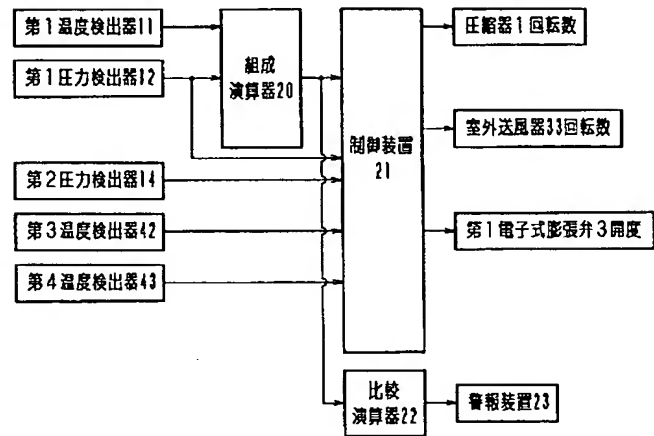 第1温度検出器11
第1圧力検出器12
第2圧力検出器14
第3温度検出器42
第4温度検出器43
組成
演算器20
制御装置
21
比較
演算器22
圧縮器1回転数
室外送風器33回転数
第1電子式膨張弁3開度
警報装置23